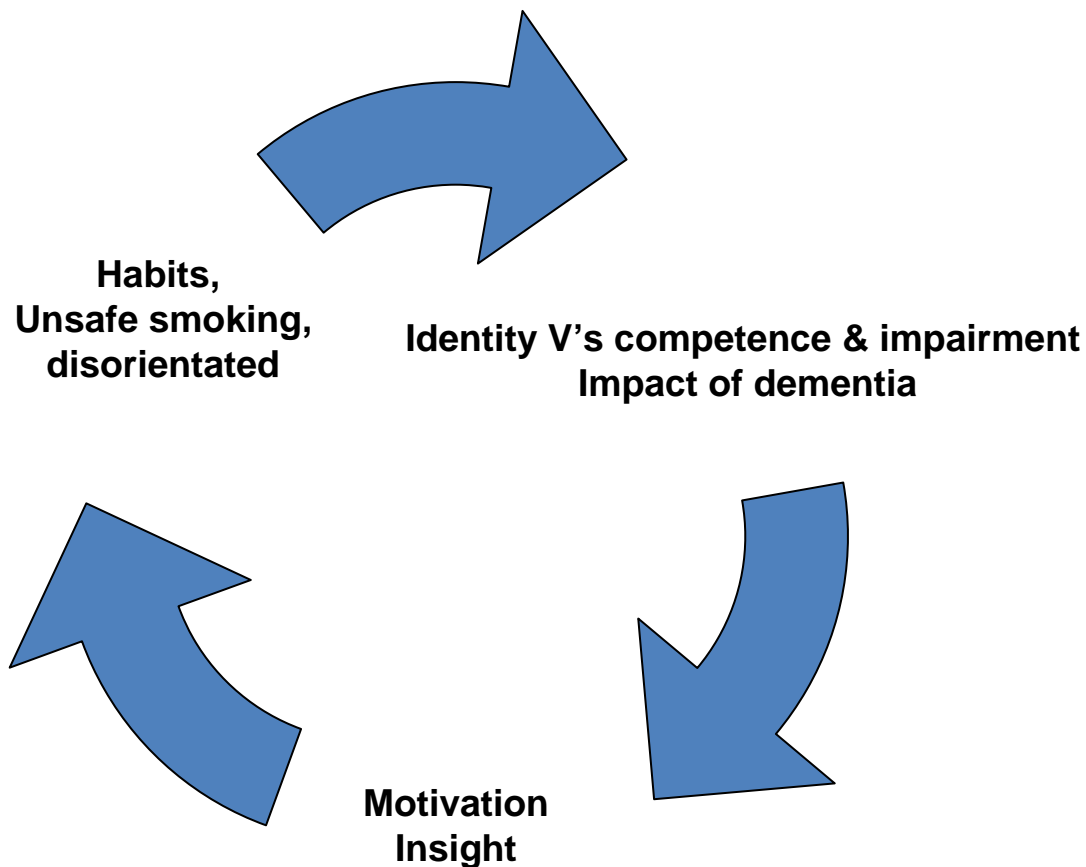 Habits,
Unsafe smoking,
disorientated
Identity V’s competence & impairment
Impact of dementia
Motivation
Insight